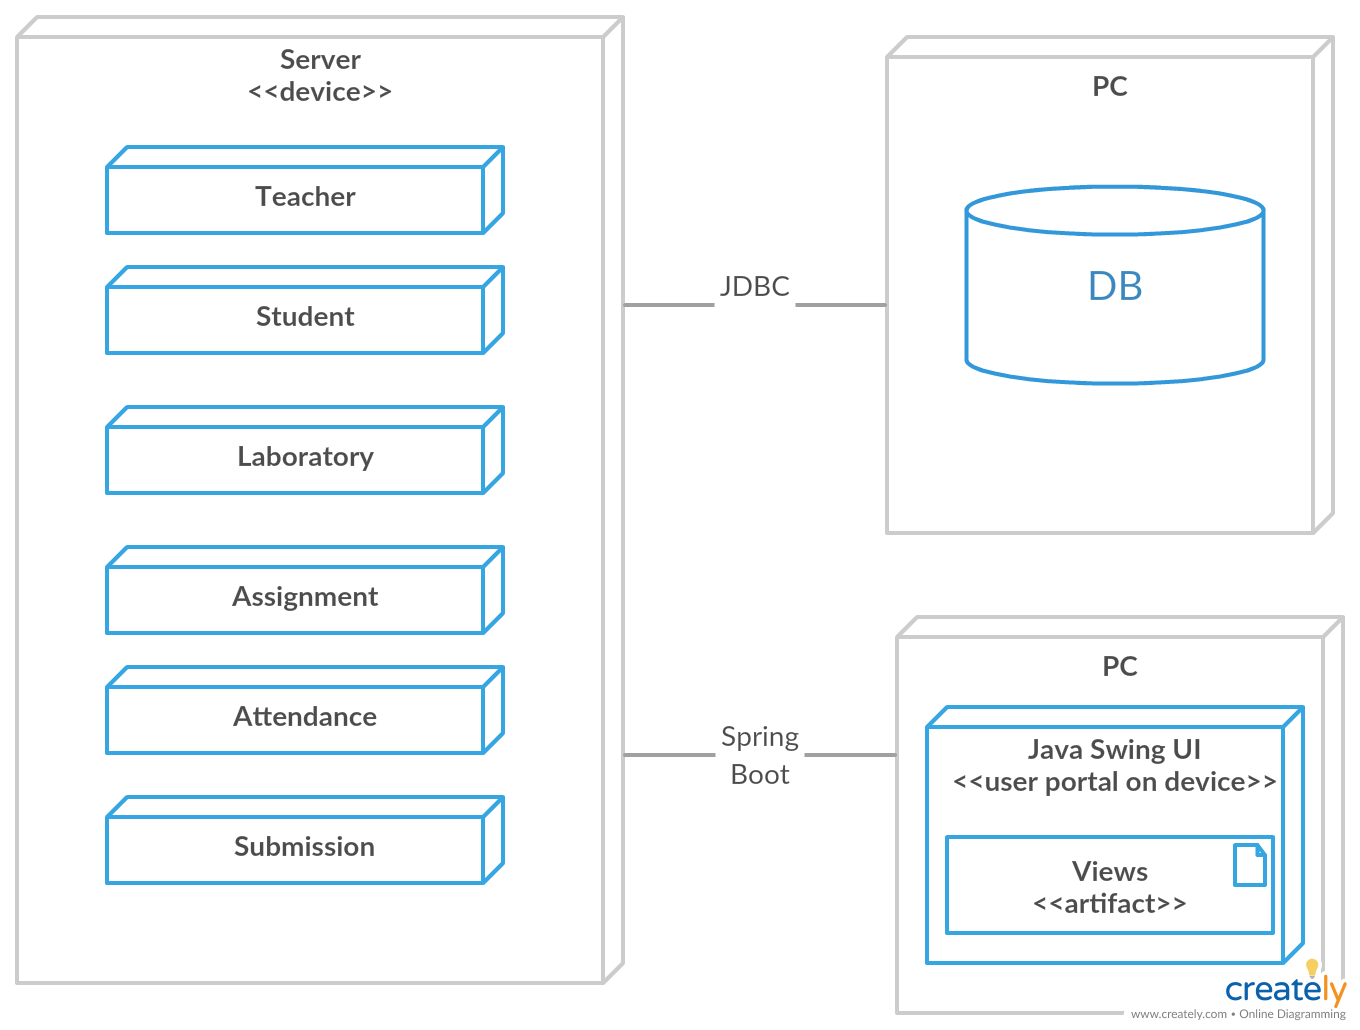 Server
<<device>>
Teacher
Student
Laboratory
Assignment
Attendance
Submission
JDBC
Spring
Boot
PC
DB
PC
Java Swing UI
<<user portal on device>>
Views
<<artifact>>
creately
www.creately.com • Online Diagramming